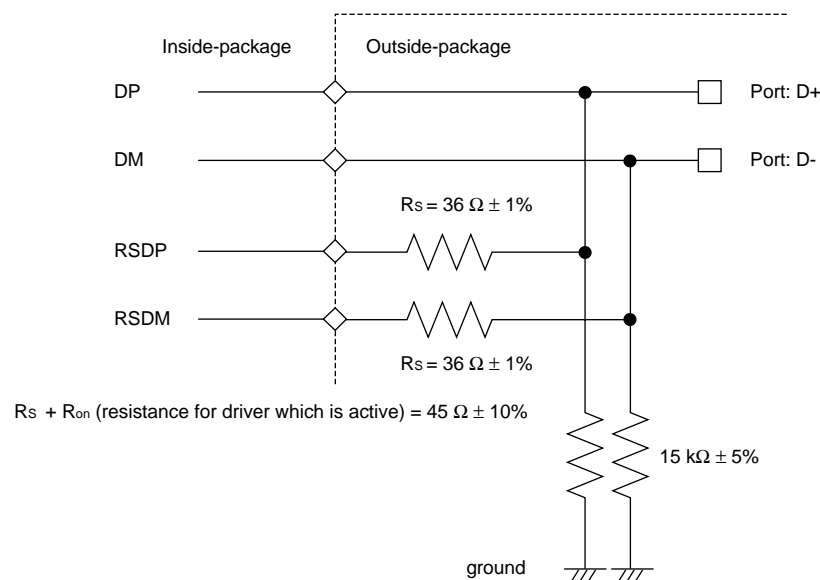 Inside-package
Outside-package
DP
Port: D+
DM
Port: D-
Rs = 36 Ω ± 1%
RSDP
RSDM
Rs = 36 Ω ± 1%
Rs + Ron (resistance for driver which is active) = 45 Ω ± 10%
15 kΩ ± 5%
ground